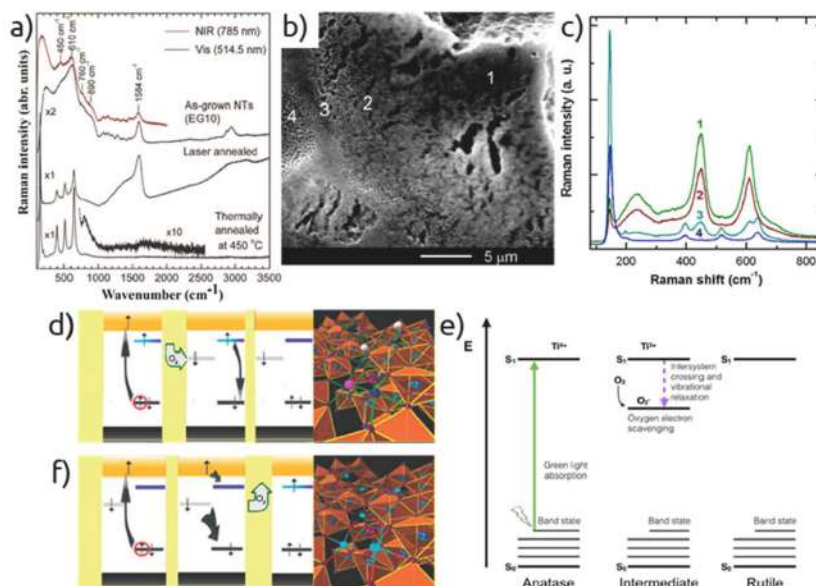 a)
Raman intensity (abr. units)
450 cm⁻¹
610 cm⁻¹
760 cm⁻¹
890 cm⁻¹
1584 cm⁻¹
NIR (785 nm)
Vis (514.5 nm)
As-grown NTs
(EG10)
x2
Laser annealed
x1
Thermally annealed
at 450 °C
x1
x10
500 1000 1500 2000 2500 3000 3500
Wavenumber (cm⁻¹)
b)
1
2
3
4
5 μm
c)
Raman intensity (a. u.)
1
2
3
4
200 400 600 800
Raman shift (cm⁻¹)
d)
O₂
e)
E
S₁
Ti³⁺
Green light
absorption
Band state
S₀
Anatase
S₁
Ti³⁺
Intersystem
crossing and
vibrational
relaxation
O₂
O₂⁻
Oxygen electron
scavenging
Band state
S₀
Intermediate
S₁
Band state
S₀
Rutile
f)